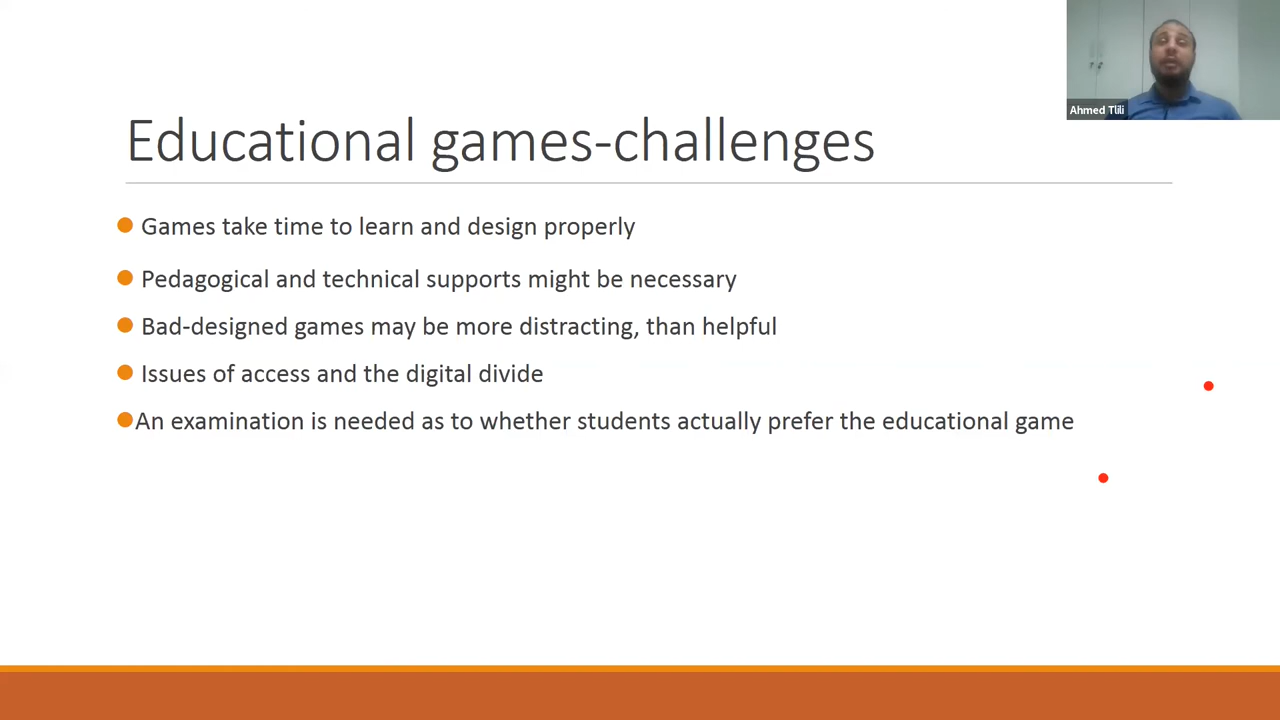 Ahmed Tlili
Educational games-challenges
Games take time to learn and design properly
Pedagogical and technical supports might be necessary
Bad-designed games may be more distracting, than helpful
Issues of access and the digital divide
An examination is needed as to whether students actually prefer the educational game